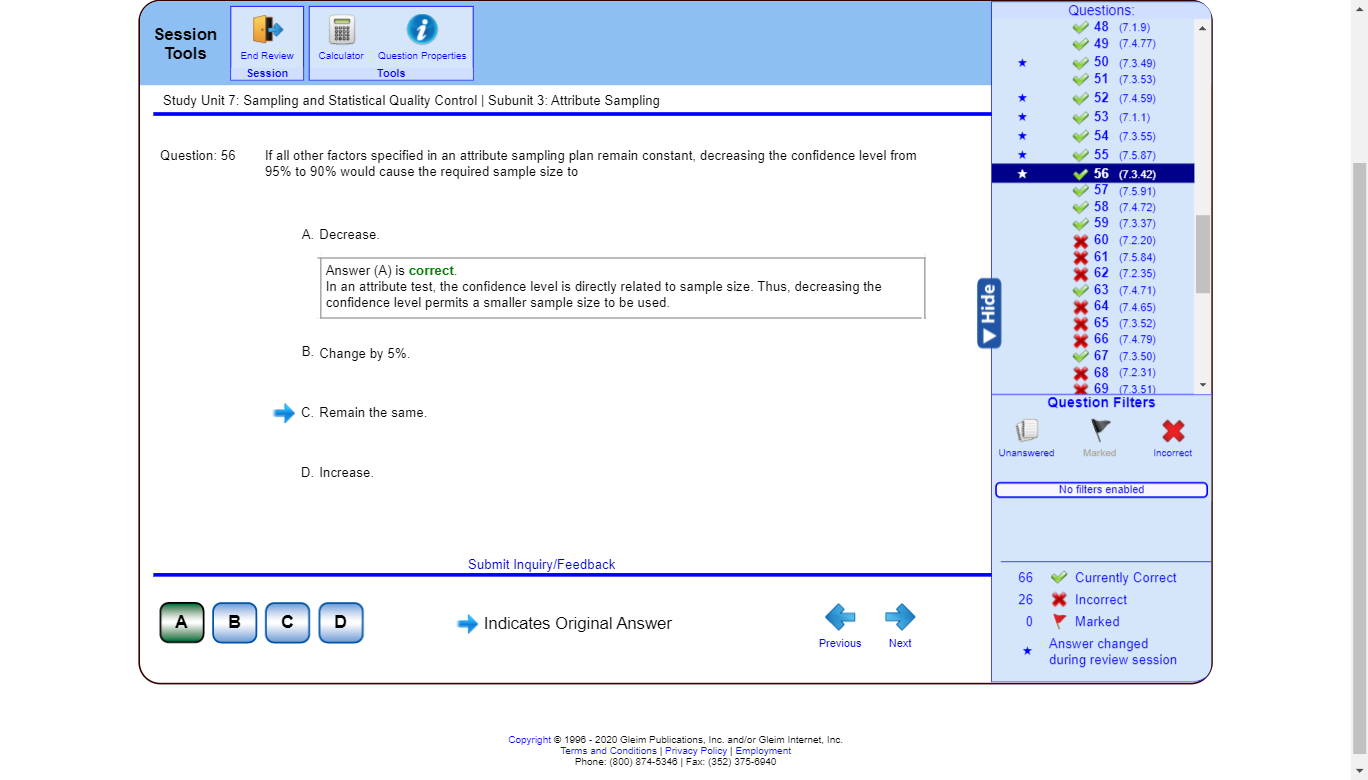 Session Tools
End Review
Session
Calculator
Question Properties
Tools
Study Unit 7: Sampling and Statistical Quality Control | Subunit 3: Attribute Sampling
Question: 56
If all other factors specified in an attribute sampling plan remain constant, decreasing the confidence level from
95% to 90% would cause the required sample size to
A. Decrease.
Answer (A) is correct.
In an attribute test, the confidence level is directly related to sample size. Thus, decreasing the
confidence level permits a smaller sample size to be used.
B. Change by 5%.
C. Remain the same.
D. Increase.
Submit Inquiry/Feedback
A
B
C
D
Indicates Original Answer
Previous
Next
Hide
Questions:
48 (7.1.9)
49 (7.4.77)
50 (7.3.49)
51 (7.3.53)
52 (7.4.59)
53 (7.1.1)
54 (7.3.55)
55 (7.5.87)
56 (7.3.42)
57 (7.5.91)
58 (7.4.72)
59 (7.3.37)
60 (7.2.20)
61 (7.5.84)
62 (7.2.35)
63 (7.4.71)
64 (7.4.65)
65 (7.3.52)
66 (7.4.79)
67 (7.3.50)
68 (7.2.31)
69 (7.3.51)
Question Filters
Unanswered
Marked
Incorrect
No filters enabled
66 Currently Correct
26 Incorrect
0 Marked
Answer changed
during review session
Copyright © 1996 - 2020 Gleim Publications, Inc. and/or Gleim Internet, Inc.
Terms and Conditions | Privacy Policy | Employment
Phone: (800) 874-5346 | Fax: (352) 375-6940